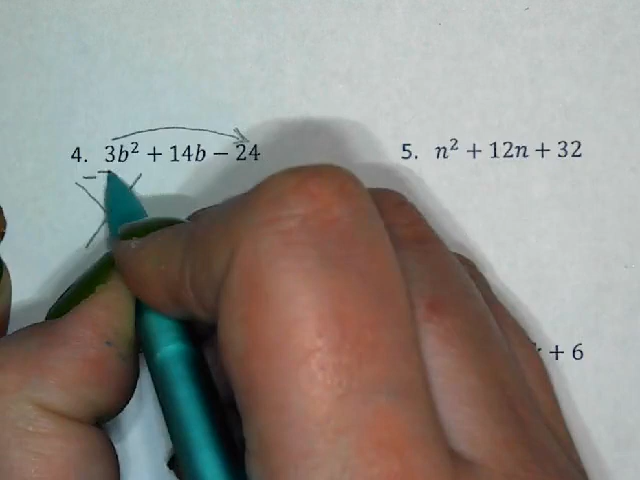 4. 3b² + 14b − 24
5. n² + 12n + 32
+ 6